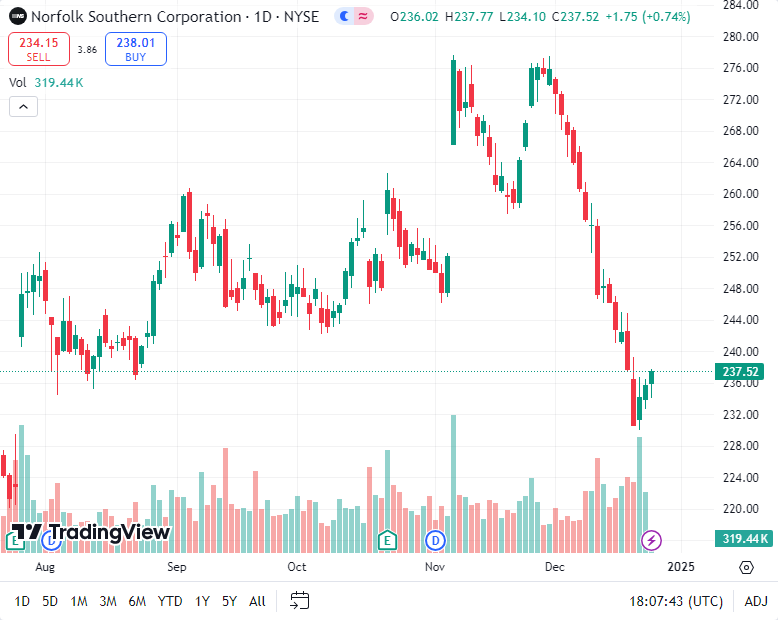 Norfolk Southern Corporation · 1D · NYSE O236.02 H237.77 L234.10 C237.52 +1.75 (+0.74%)
234.15 SELL 3.86 238.01 BUY
Vol 319.44K
284.00
280.00
276.00
272.00
268.00
264.00
260.00
256.00
252.00
248.00
244.00
240.00
237.52
236.00
232.00
228.00
224.00
220.00
TradingView
E D E D
319.44K
Aug Sep Oct Nov Dec 2025
1D 5D 1M 3M 6M YTD 1Y 5Y All 18:07:43 (UTC) ADJ